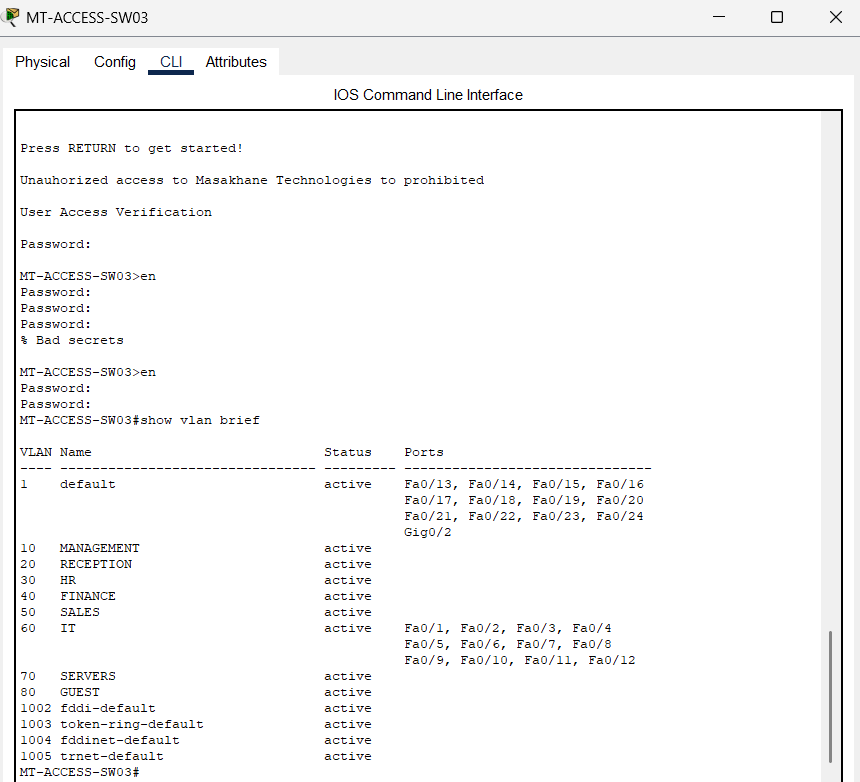 MT-ACCESS-SW03
Physical Config CLI Attributes
IOS Command Line Interface
Press RETURN to get started!
Unauhorized access to Masakhane Technologies to prohibited
User Access Verification
Password:
MT-ACCESS-SW03>en
Password:
Password:
Password:
% Bad secrets
MT-ACCESS-SW03>en
Password:
Password:
MT-ACCESS-SW03#show vlan brief
VLAN Name                             Status    Ports
---- -------------------------------- --------- -------------------------------
1    default                          active    Fa0/13, Fa0/14, Fa0/15, Fa0/16
                                                Fa0/17, Fa0/18, Fa0/19, Fa0/20
                                                Fa0/21, Fa0/22, Fa0/23, Fa0/24
                                                Gig0/2
10   MANAGEMENT                       active
20   RECEPTION                        active
30   HR                               active
40   FINANCE                          active
50   SALES                            active
60   IT                               active    Fa0/1, Fa0/2, Fa0/3, Fa0/4
                                                Fa0/5, Fa0/6, Fa0/7, Fa0/8
                                                Fa0/9, Fa0/10, Fa0/11, Fa0/12
70   SERVERS                          active
80   GUEST                            active
1002 fddi-default                     active
1003 token-ring-default               active
1004 fddinet-default                  active
1005 trnet-default                    active
MT-ACCESS-SW03#